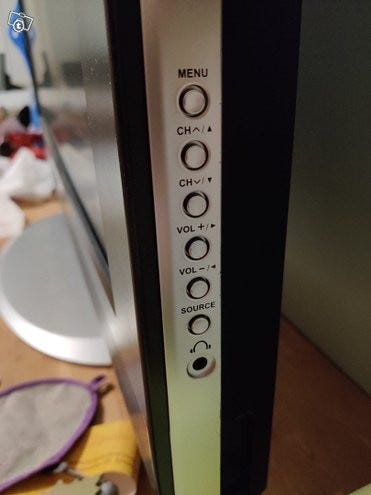 MENU
CH ∧/▲
CH ∨/▼
VOL +/►
VOL −/◄
SOURCE